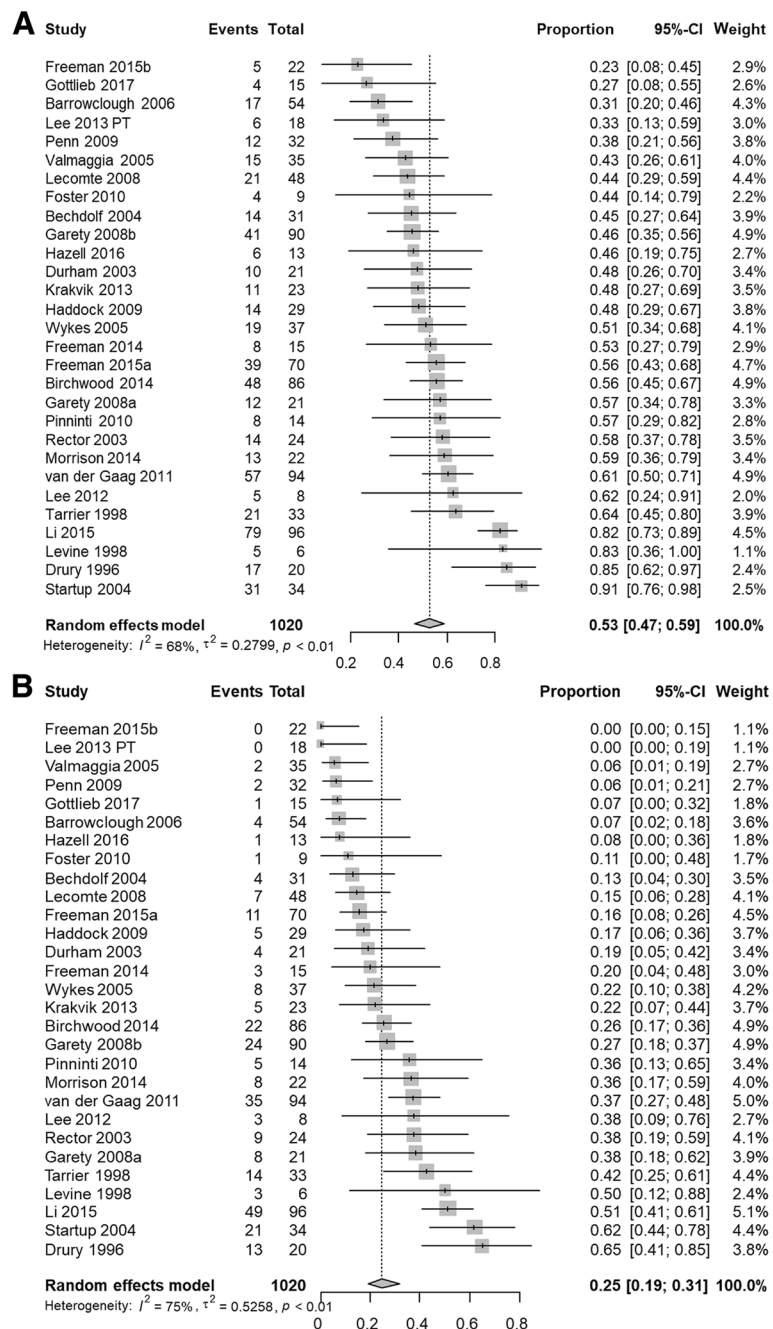 A
Study Events Total Proportion 95%-CI Weight
Freeman 2015b 5 22 0.23 [0.08; 0.45] 2.9%
Gottlieb 2017 4 15 0.27 [0.08; 0.55] 2.6%
Barrowclough 2006 17 54 0.31 [0.20; 0.46] 4.3%
Lee 2013 PT 6 18 0.33 [0.13; 0.59] 3.0%
Penn 2009 12 32 0.38 [0.21; 0.56] 3.8%
Valmaggia 2005 15 35 0.43 [0.26; 0.61] 4.0%
Lecomte 2008 21 48 0.44 [0.29; 0.59] 4.3%
Foster 2010 4 9 0.44 [0.14; 0.79] 2.2%
Bechdolf 2004 14 31 0.45 [0.27; 0.64] 3.9%
Garety 2008b 41 90 0.46 [0.35; 0.56] 4.9%
Hazell 2016 6 13 0.46 [0.19; 0.75] 2.7%
Durham 2003 10 21 0.48 [0.26; 0.70] 3.4%
Krakvik 2013 11 23 0.48 [0.27; 0.69] 3.5%
Haddock 2009 14 29 0.48 [0.29; 0.67] 3.8%
Wykes 2005 19 37 0.51 [0.34; 0.68] 4.1%
Freeman 2014 8 15 0.53 [0.27; 0.79] 2.9%
Freeman 2015a 39 70 0.56 [0.43; 0.68] 4.7%
Birchwood 2014 48 86 0.56 [0.45; 0.67] 4.9%
Garety 2008a 12 21 0.57 [0.34; 0.78] 3.3%
Pinninti 2010 8 14 0.57 [0.29; 0.82] 2.8%
Rector 2003 14 24 0.58 [0.37; 0.78] 3.5%
Morrison 2014 13 22 0.59 [0.36; 0.79] 3.4%
van der Gaag 2011 57 94 0.61 [0.50; 0.71] 4.9%
Lee 2012 5 8 0.62 [0.24; 0.91] 2.0%
Tarrier 1998 21 33 0.64 [0.45; 0.80] 3.9%
Li 2015 79 96 0.82 [0.73; 0.89] 4.3%
Levine 1998 5 6 0.83 [0.36; 1.00] 1.1%
Drury 1996 17 20 0.85 [0.62; 0.97] 2.4%
Startup 2004 31 34 0.91 [0.76; 0.98] 2.5%
Random effects model 1020 0.53 [0.47; 0.59] 100.0%
Heterogeneity: I² = 68%, τ² = 0.2799, p < 0.01
0.2 0.4 0.6 0.8
B
Study Events Total Proportion 95%-CI Weight
Freeman 2015b 0 22 0.00 [0.00; 0.15] 1.1%
Lee 2013 PT 0 18 0.00 [0.00; 0.19] 1.1%
Valmaggia 2005 2 35 0.06 [0.01; 0.19] 2.7%
Penn 2009 2 32 0.06 [0.01; 0.21] 2.7%
Gottlieb 2017 1 15 0.07 [0.00; 0.32] 1.8%
Barrowclough 2006 4 54 0.07 [0.02; 0.18] 3.6%
Hazell 2016 1 13 0.08 [0.00; 0.36] 1.8%
Foster 2010 1 9 0.11 [0.00; 0.48] 1.7%
Bechdolf 2004 4 31 0.13 [0.04; 0.30] 3.5%
Lecomte 2008 7 48 0.15 [0.06; 0.28] 4.1%
Freeman 2015a 11 70 0.16 [0.08; 0.26] 4.5%
Haddock 2009 5 29 0.17 [0.06; 0.36] 3.7%
Durham 2003 4 21 0.19 [0.05; 0.42] 3.4%
Freeman 2014 3 15 0.20 [0.04; 0.48] 3.0%
Wykes 2005 8 37 0.22 [0.10; 0.38] 4.2%
Krakvik 2013 5 23 0.22 [0.07; 0.44] 3.7%
Birchwood 2014 22 86 0.26 [0.17; 0.36] 4.9%
Garety 2008b 24 90 0.27 [0.18; 0.37] 4.9%
Pinninti 2010 5 14 0.36 [0.13; 0.65] 3.4%
Morrison 2014 8 22 0.36 [0.17; 0.59] 4.0%
van der Gaag 2011 35 94 0.37 [0.27; 0.48] 5.0%
Lee 2012 3 8 0.38 [0.09; 0.76] 2.7%
Rector 2003 9 24 0.38 [0.19; 0.59] 4.1%
Garety 2008a 8 21 0.38 [0.18; 0.62] 3.9%
Tarrier 1998 14 33 0.42 [0.25; 0.61] 4.4%
Levine 1998 3 6 0.50 [0.12; 0.88] 2.4%
Li 2015 49 96 0.51 [0.41; 0.61] 5.1%
Startup 2004 21 34 0.62 [0.44; 0.78] 4.4%
Drury 1996 13 20 0.65 [0.41; 0.85] 3.8%
Random effects model 1020 0.25 [0.19; 0.31] 100.0%
Heterogeneity: I² = 75%, τ² = 0.5258, p < 0.01
0 0.2 0.4 0.6 0.8